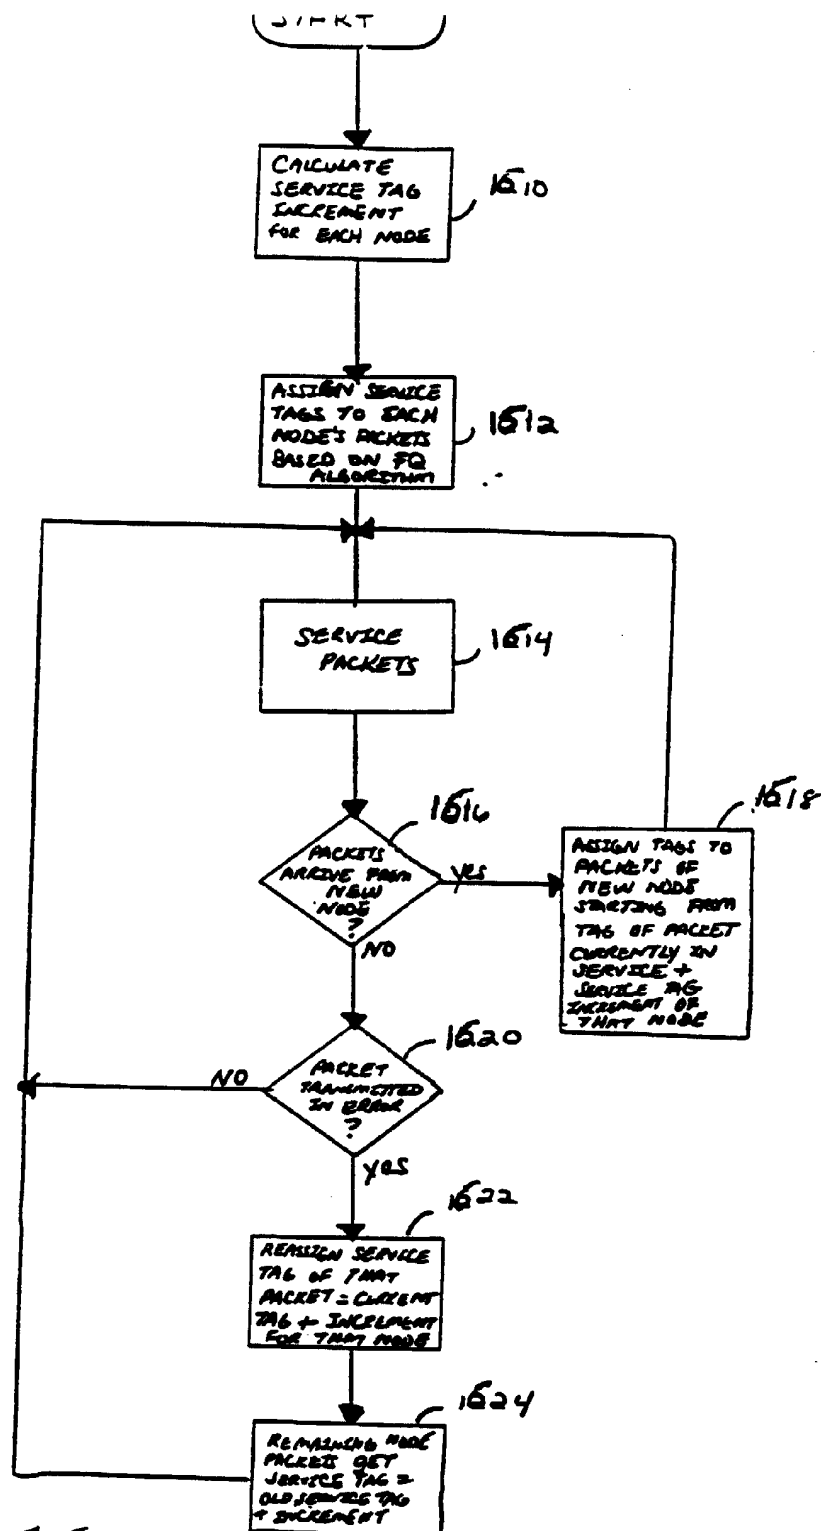 START
CALCULATE
SERVICE TAG
INCREMENT
FOR EACH NODE
1610
ASSIGN SERVICE
TAGS TO EACH
NODE'S PACKETS
BASED ON FQ
ALGORITHM
1612
SERVICE
PACKETS
1614
1616
PACKETS
ARRIVE FROM
NEW
NODE
?
YES
NO
1618
ASSIGN TAGS TO
PACKETS OF
NEW NODE
STARTING FROM
TAG OF PACKET
CURRENTLY IN
SERVICE +
SERVICE TAG
INCREMENT OF
THAT NODE
1620
PACKET
TRANSMITTED
IN ERROR
?
NO
YES
1622
REASSIGN SERVICE
TAG OF THAT
PACKET = CURRENT
TAG + INCREMENT
FOR THAT NODE
1624
REMAINING NODE
PACKETS GET
SERVICE TAG =
OLD SERVICE TAG
+ INCREMENT